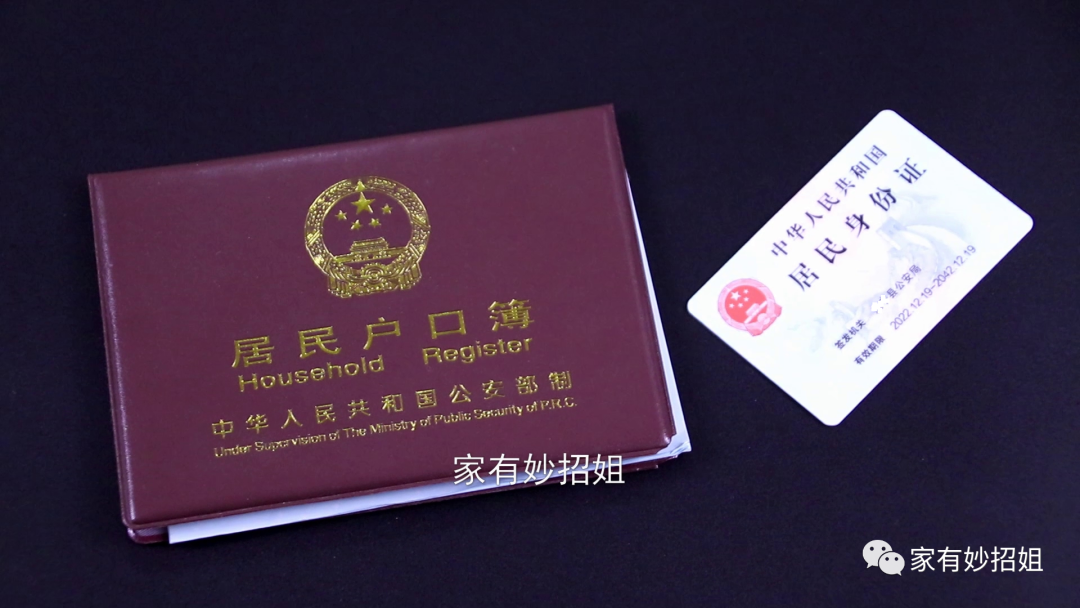 居民户口簿
Household Register
中华人民共和国公安部制
Under Supervision of The Ministry of Public Security of P.R.C.
中华人民共和国
居民身份证
签发机关 县公安局
有效期限 2022.12.19-2042.12.19
家有妙招姐
家有妙招姐